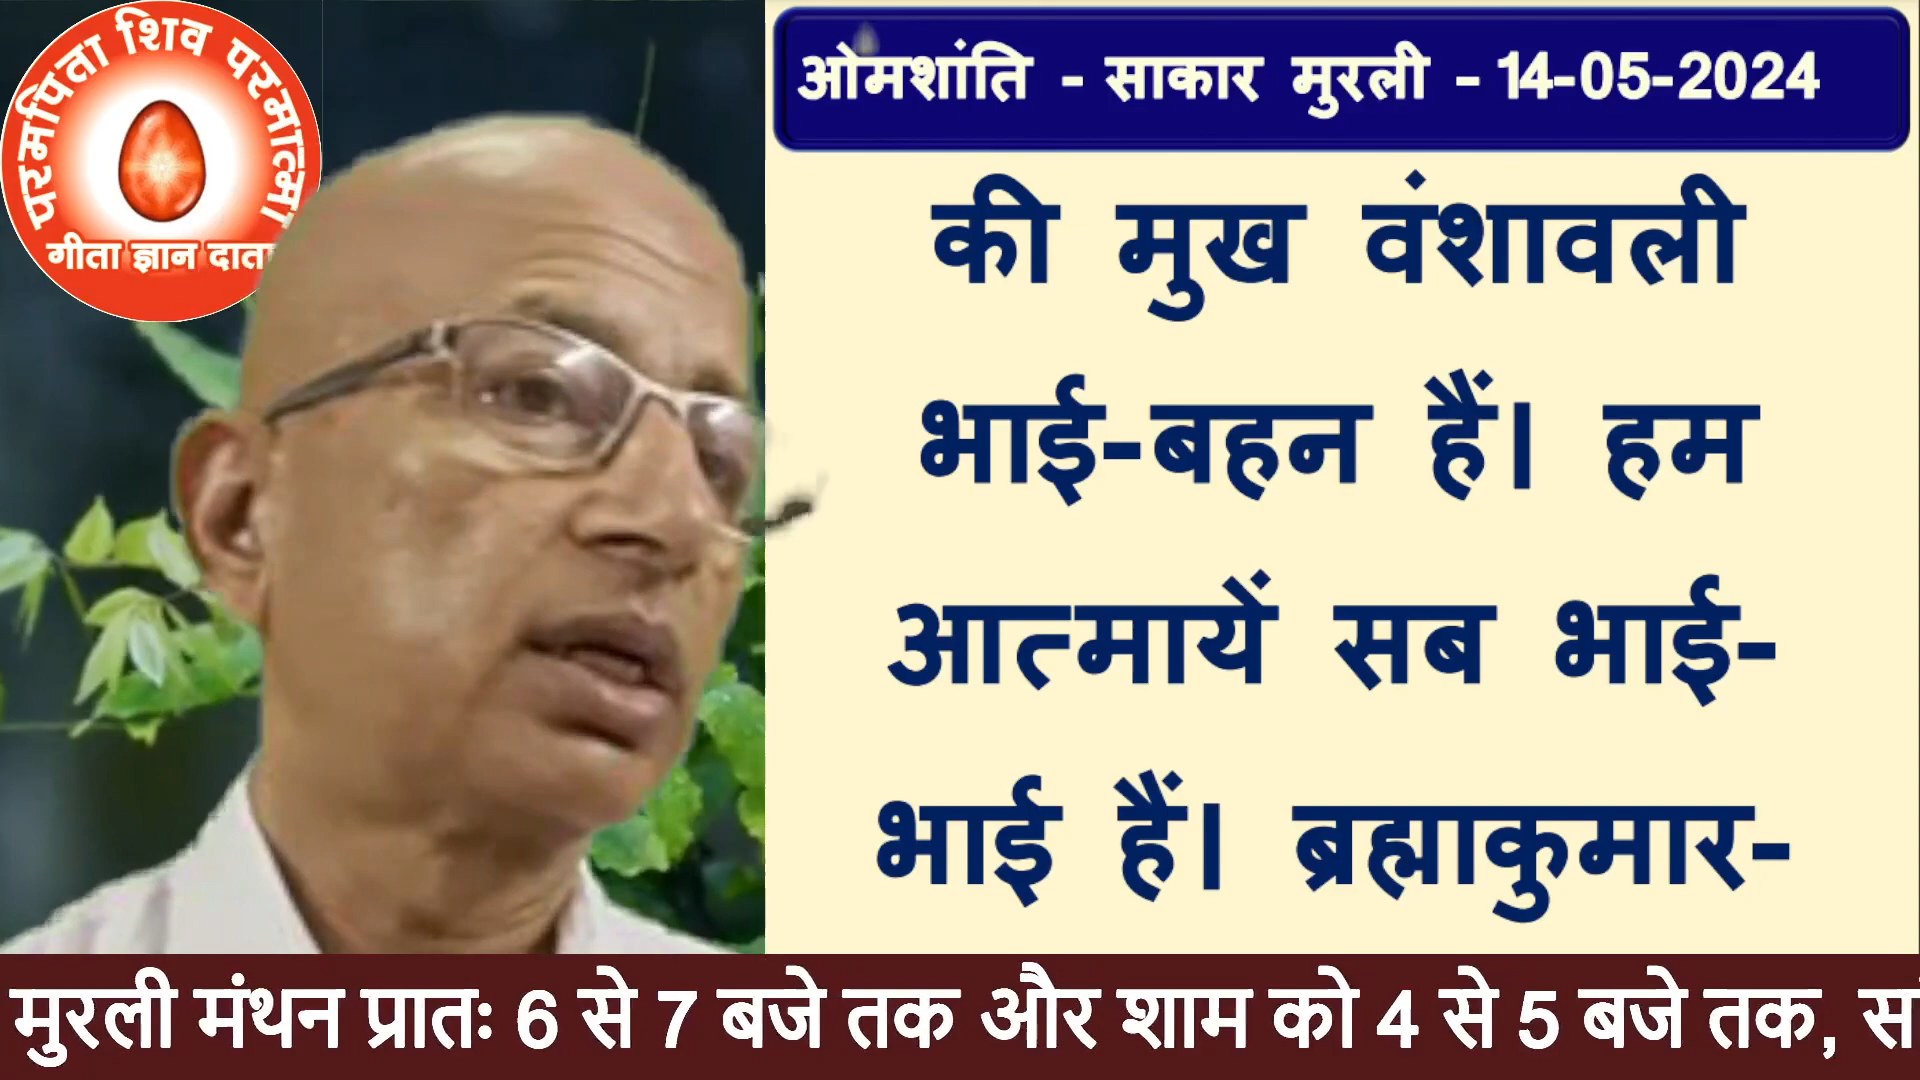 परमपिता शिव परमात्मा
गीता ज्ञान दाता
ओमशांति - साकार मुरली - 14-05-2024
की मुख वंशावली
भाई-बहन हैं। हम
आत्मायें सब भाई-
भाई हैं। ब्रह्माकुमार-
मुरली मंथन प्रातः 6 से 7 बजे तक और शाम को 4 से 5 बजे तक,